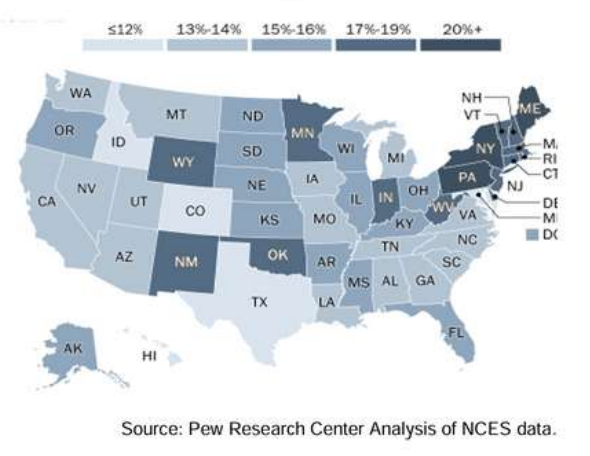 ≤12% 13%-14% 15%-16% 17%-19% 20%+
WA
MT
ND
MN
NH
ME
VT
OR
ID
SD
WI
MI
NY
MA
RI
CT
WY
NE
IA
PA
NJ
NV
UT
CO
IL
IN
OH
WV
VA
DE
CA
KS
MO
KY
NC
DC
AZ
NM
OK
AR
TN
SC
TX
LA
MS
AL
GA
AK
HI
FL
Source: Pew Research Center Analysis of NCES data.